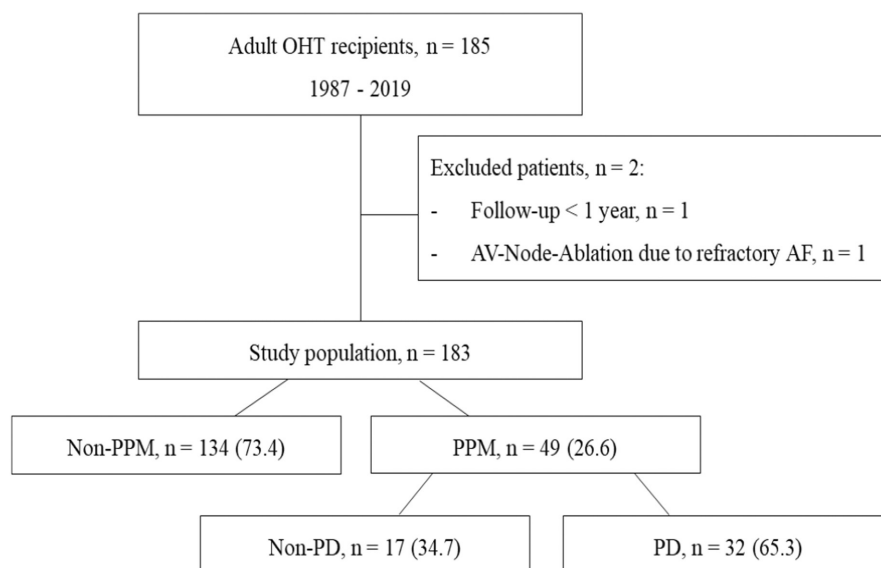 Adult OHT recipients, n = 185
1987 - 2019
Excluded patients, n = 2:
- Follow-up < 1 year, n = 1
- AV-Node-Ablation due to refractory AF, n = 1
Study population, n = 183
Non-PPM, n = 134 (73.4)
PPM, n = 49 (26.6)
Non-PD, n = 17 (34.7)
PD, n = 32 (65.3)